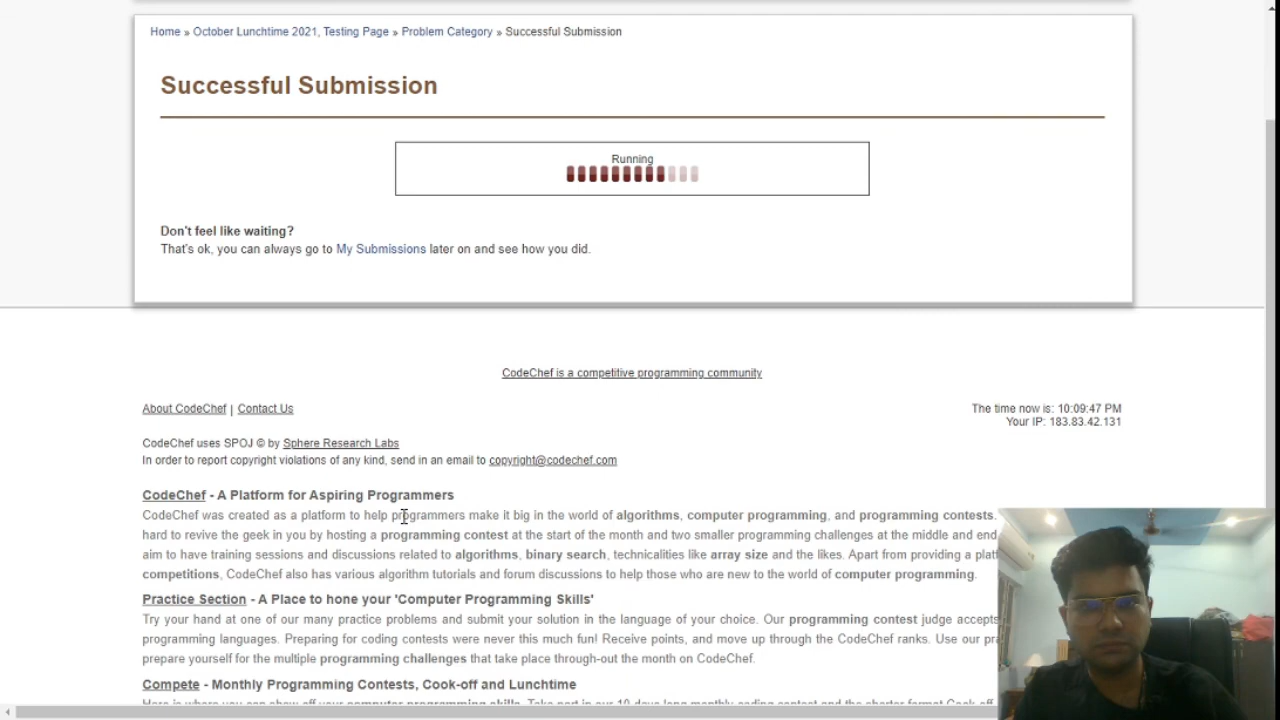 Home » October Lunchtime 2021, Testing Page » Problem Category » Successful Submission
Successful Submission
Running
Don't feel like waiting?
That's ok, you can always go to My Submissions later on and see how you did.
CodeChef is a competitive programming community
About CodeChef | Contact Us
The time now is: 10:09:47 PM
Your IP: 183.83.42.131
CodeChef uses SPOJ © by Sphere Research Labs
In order to report copyright violations of any kind, send in an email to copyright@codechef.com
CodeChef - A Platform for Aspiring Programmers
CodeChef was created as a platform to help programmers make it big in the world of algorithms, computer programming, and programming contests.
hard to revive the geek in you by hosting a programming contest at the start of the month and two smaller programming challenges at the middle and end
aim to have training sessions and discussions related to algorithms, binary search, technicalities like array size and the likes. Apart from providing a
competitions, CodeChef also has various algorithm tutorials and forum discussions to help those who are new to the world of computer programming.
Practice Section - A Place to hone your 'Computer Programming Skills'
Try your hand at one of our many practice problems and submit your solution in the language of your choice. Our programming contest judge accepts
programming languages. Preparing for coding contests were never this much fun! Receive points, and move up through the CodeChef ranks. Use our
prepare yourself for the multiple programming challenges that take place through-out the month on CodeChef.
Compete - Monthly Programming Contests, Cook-off and Lunchtime